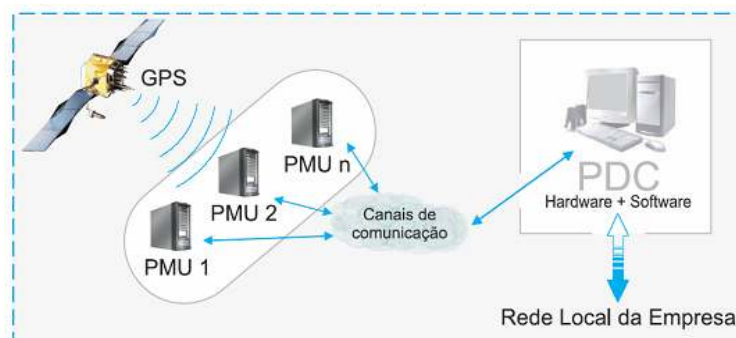 GPS
PMU n
PMU 2
PMU 1
Canais de
comunicação
PDC
Hardware + Software
Rede Local da Empresa